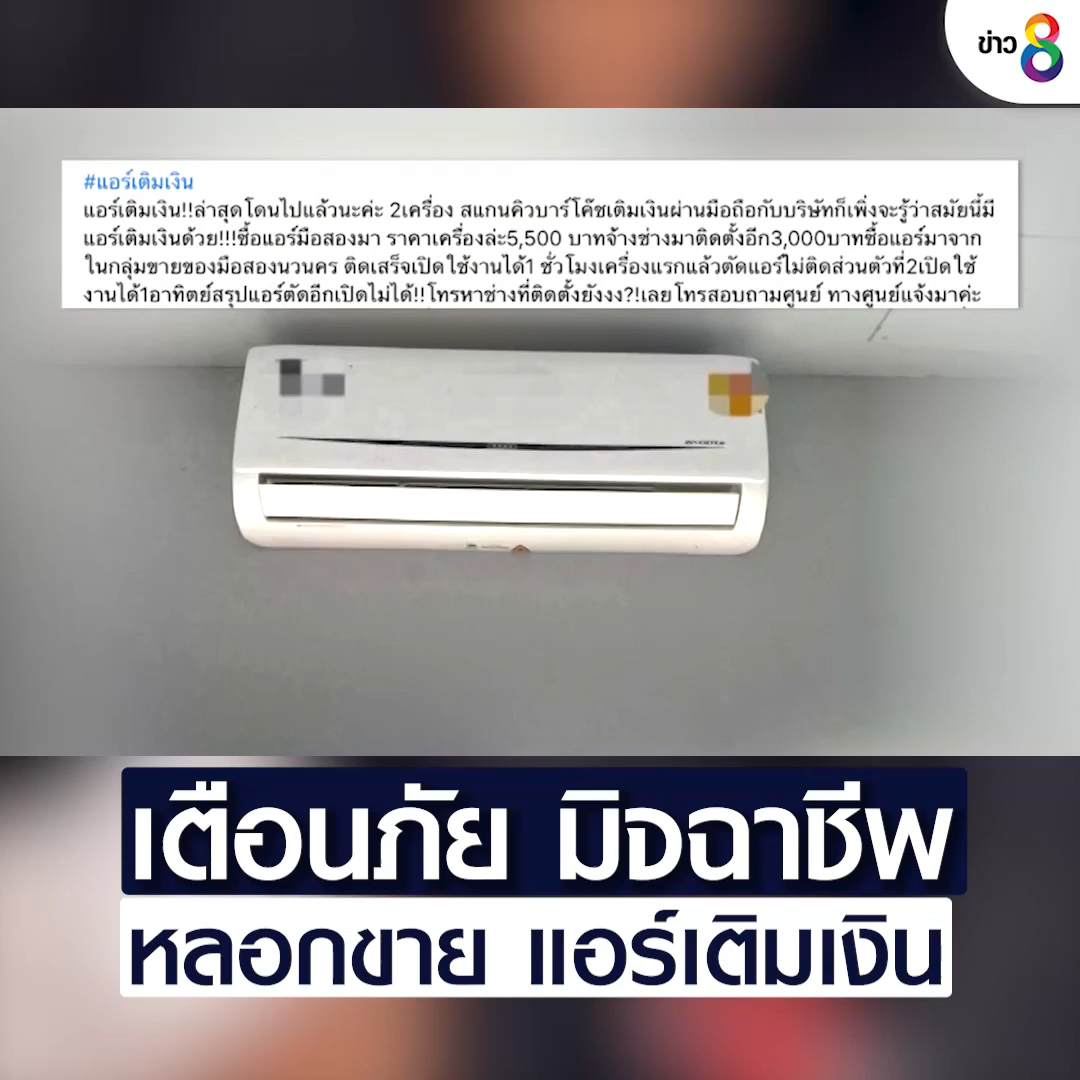 ข่าว 8
#แอร์เติมเงิน
แอร์เติมเงิน!!ล่าสุดโดนไปแล้วนะค่ะ 2เครื่อง สแกนคิวบาร์โค๊ชเติมเงินผ่านมือถือกับบริษัทก็เพิ่งจะรู้ว่าสมัยนี้มี
แอร์เติมเงินด้วย!!!ซื้อแอร์มือสองมา ราคาเครื่องล่ะ5,500 บาทจ้างช่างมาติดตั้งอีก3,000บาทซื้อแอร์มาจาก
ในกลุ่มขายของมือสองนวนคร ติดเสร็จเปิดใช้งานได้1 ชั่วโมงเครื่องแรกแล้วตัดแอร์ไม่ติดส่วนตัวที่2เปิดใช้
งานได้1อาทิตย์สรุปแอร์ตัดอีกเปิดไม่ได้!!โทรหาช่างที่ติดตั้งยังงง?!เลยโทรสอบถามศูนย์ ทางศูนย์แจ้งมาค่ะ
INVERTER
เตือนภัย มิจฉาชีพ
หลอกขาย แอร์เติมเงิน